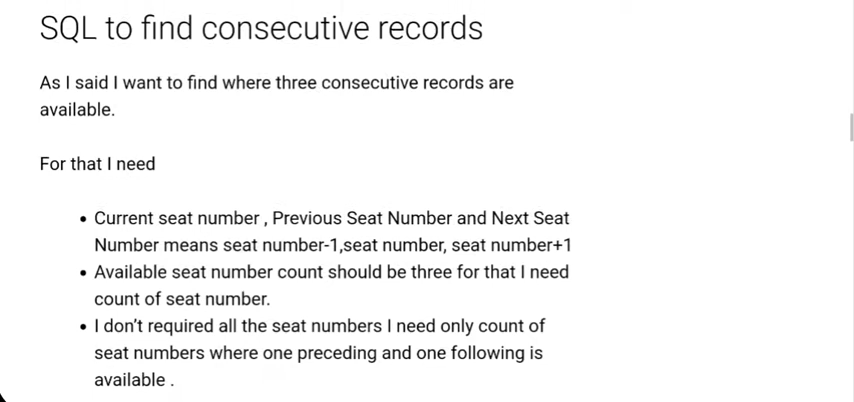 SQL to find consecutive records
As I said I want to find where three consecutive records are
available.
For that I need
• Current seat number , Previous Seat Number and Next Seat
Number means seat number-1,seat number, seat number+1
• Available seat number count should be three for that I need
count of seat number.
• I don't required all the seat numbers I need only count of
seat numbers where one preceding and one following is
available .